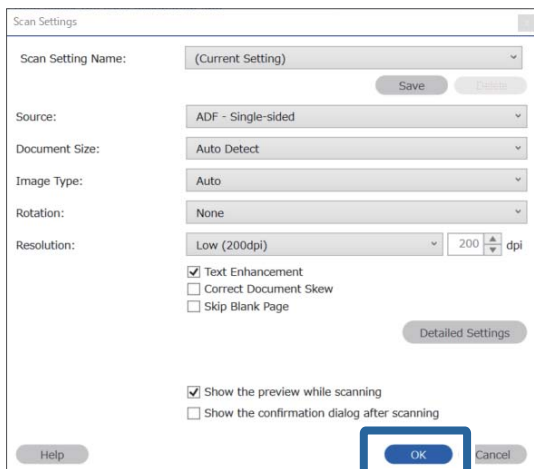 Scan Settings
Scan Setting Name: (Current Setting)
Save Delete
Source: ADF - Single-sided
Document Size: Auto Detect
Image Type: Auto
Rotation: None
Resolution: Low (200dpi) 200 dpi
Text Enhancement
Correct Document Skew
Skip Blank Page
Detailed Settings
Show the preview while scanning
Show the confirmation dialog after scanning
Help OK Cancel